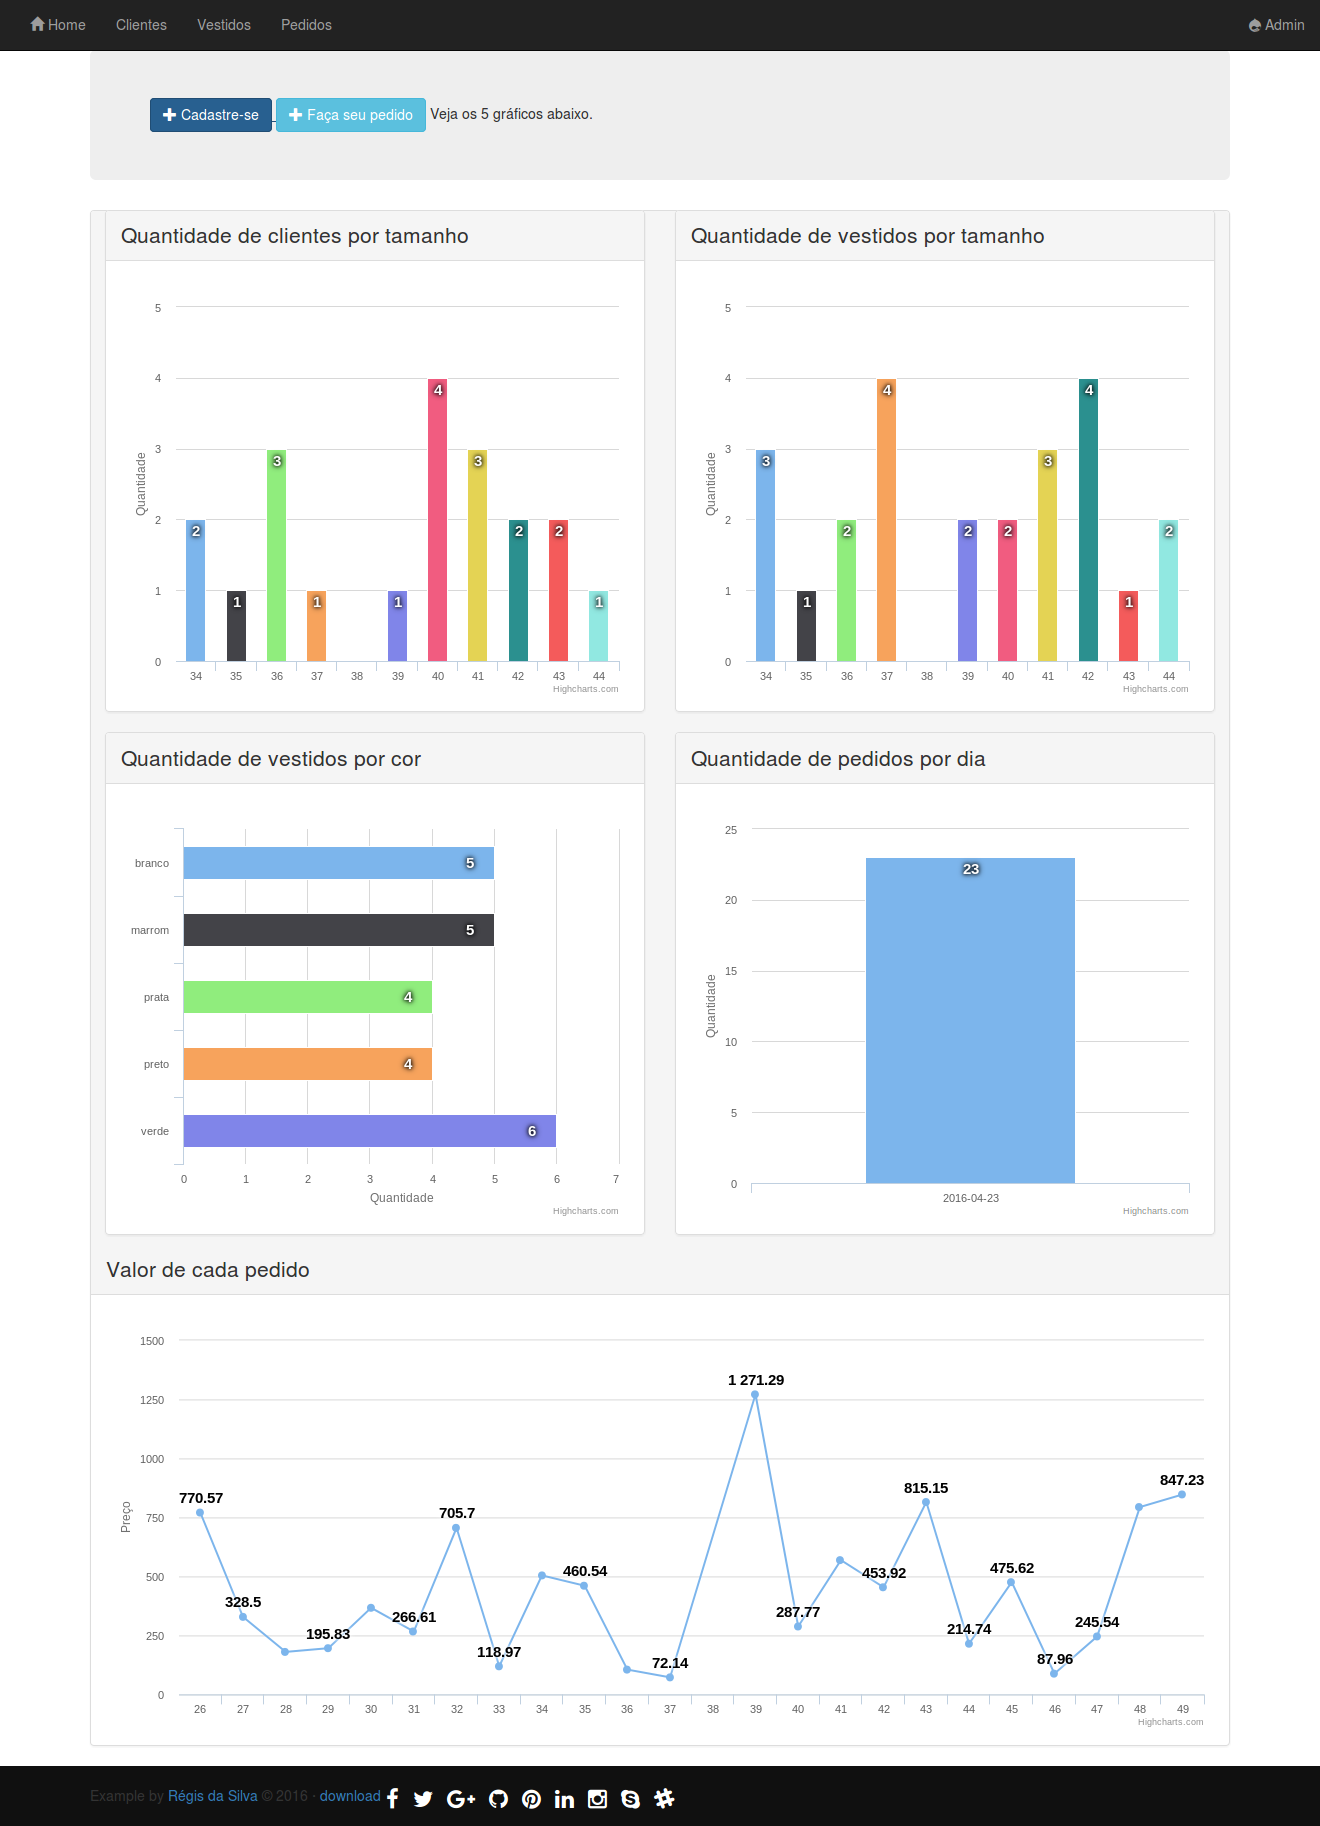 Home Clientes Vestidos Pedidos Admin
Cadastre-se Faça seu pedido Veja os 5 gráficos abaixo.
Quantidade de clientes por tamanho
Quantidade
5
4
3
2
1
0
2 1 3 1 1 4 3 2 2 1
34 35 36 37 38 39 40 41 42 43 44
Highcharts.com
Quantidade de vestidos por tamanho
Quantidade
5
4
3
2
1
0
3 1 2 4 2 2 3 4 1 2
34 35 36 37 38 39 40 41 42 43 44
Highcharts.com
Quantidade de vestidos por cor
branco 5
marrom 5
prata 4
preto 4
verde 6
0 1 2 3 4 5 6 7
Quantidade
Highcharts.com
Quantidade de pedidos por dia
Quantidade
25
20
15
10
5
0
23
2016-04-23
Highcharts.com
Valor de cada pedido
Preço
1500
1250
1000
750
500
250
0
770.57 328.5 195.83 266.61 705.7 118.97 460.54 72.14 1 271.29 287.77 453.92 815.15 214.74 475.62 87.96 245.54 847.23
26 27 28 29 30 31 32 33 34 35 36 37 38 39 40 41 42 43 44 45 46 47 48 49
Highcharts.com
Example by Régis da Silva © 2016 · download